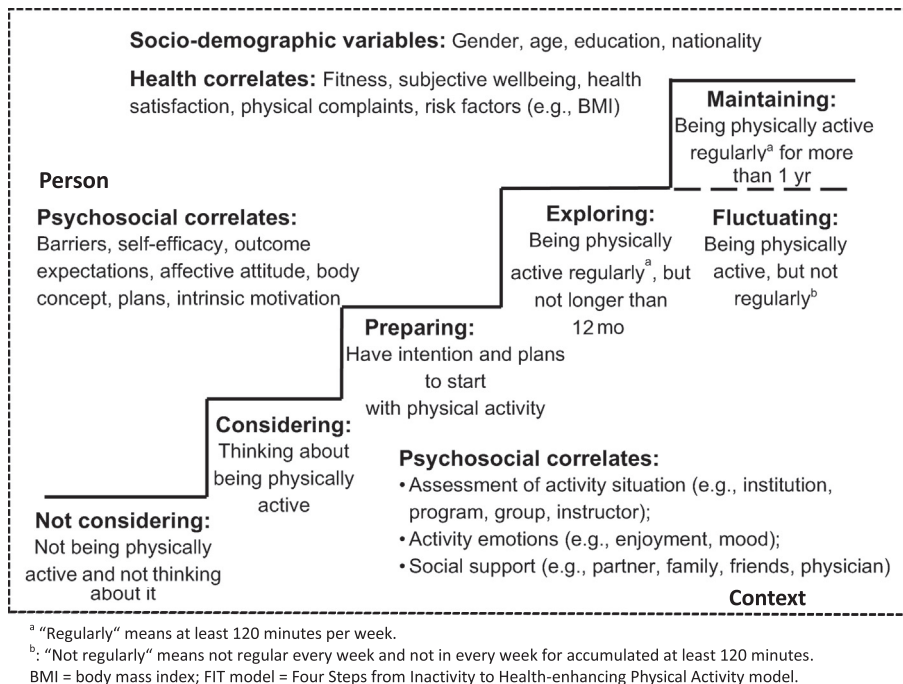 Socio-demographic variables: Gender, age, education, nationality
Health correlates: Fitness, subjective wellbeing, health
satisfaction, physical complaints, risk factors (e.g., BMI)
Maintaining:
Being physically active
regularlyᵃ for more
than 1 yr
Person
Psychosocial correlates:
Barriers, self-efficacy, outcome
expectations, affective attitude, body
concept, plans, intrinsic motivation
Exploring:
Being physically
active regularlyᵃ, but
not longer than
12 mo
Fluctuating:
Being physically
active, but not
regularlyᵇ
Preparing:
Have intention and plans
to start
with physical activity
Considering:
Thinking about
being physically
active
Not considering:
Not being physically
active and not thinking
about it
Psychosocial correlates:
• Assessment of activity situation (e.g., institution,
program, group, instructor);
• Activity emotions (e.g., enjoyment, mood);
• Social support (e.g., partner, family, friends, physician)
Context
ᵃ “Regularly“ means at least 120 minutes per week.
ᵇ: “Not regularly“ means not regular every week and not in every week for accumulated at least 120 minutes.
BMI = body mass index; FIT model = Four Steps from Inactivity to Health-enhancing Physical Activity model.